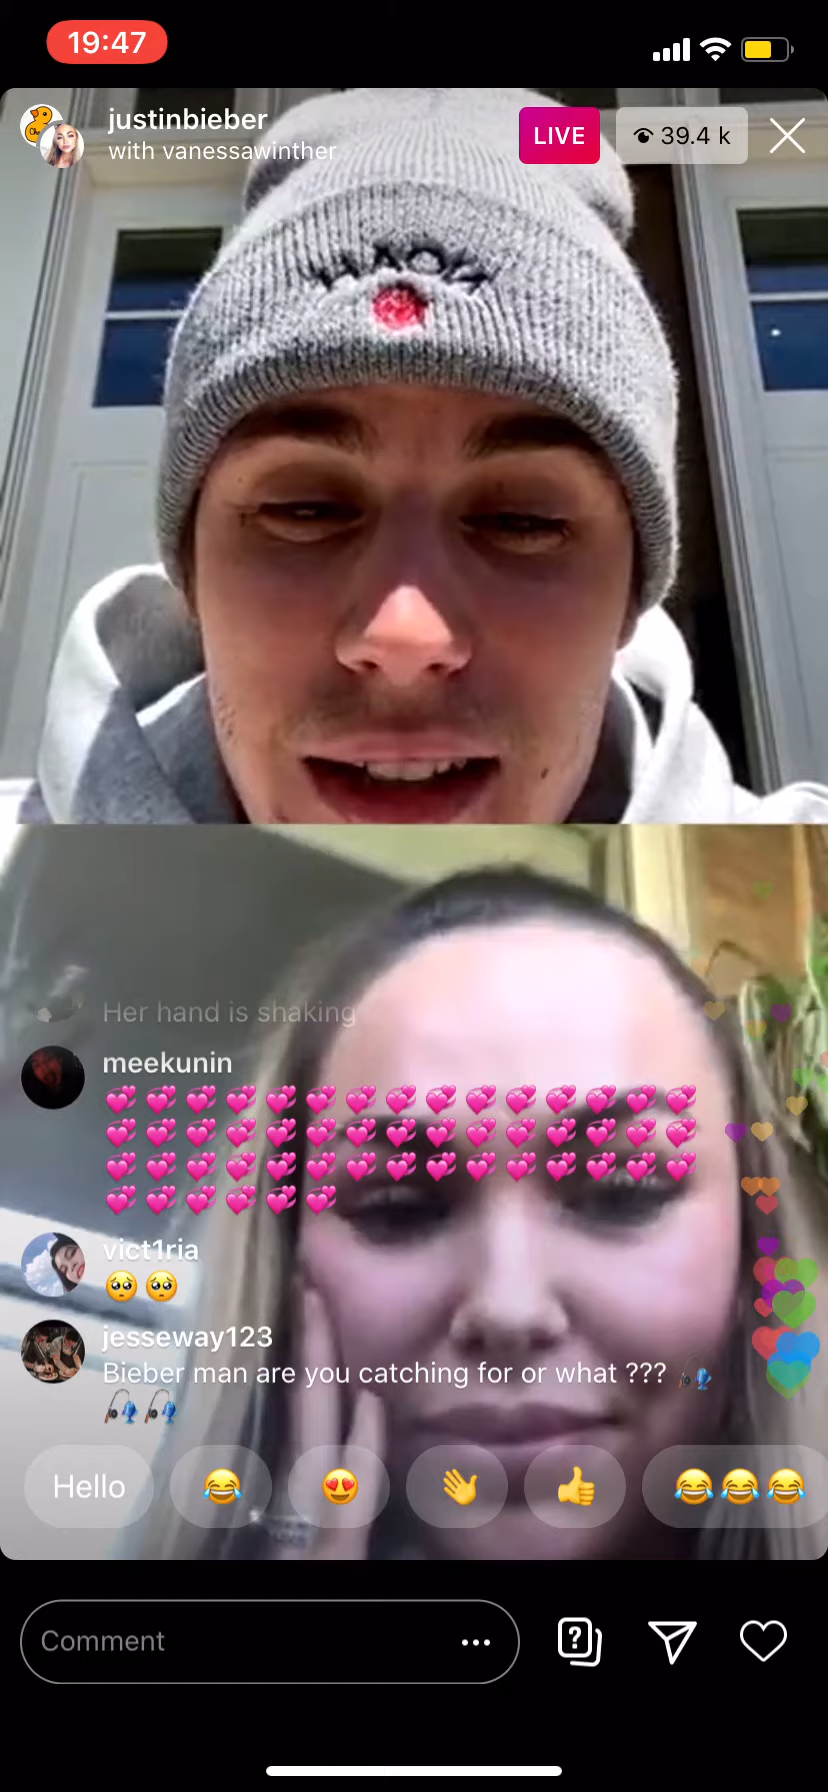 19:47
justinbieber
with vanessawinther
LIVE
39.4 k
Her hand is shaking
meekunin
💞💞💞💞💞💞💞💞💞💞💞💞💞💞💞
💞💞💞💞💞💞💞💞💞💞💞💞💞💞💞
💞💞💞💞💞💞💞💞💞💞💞💞💞💞💞
💞💞💞💞💞💞
vict1ria
🥺🥺
jesseway123
Bieber man are you catching for or what ??? 🎣
🎣🎣
Hello 😂 😍 👋 👍 😂😂😂
Comment